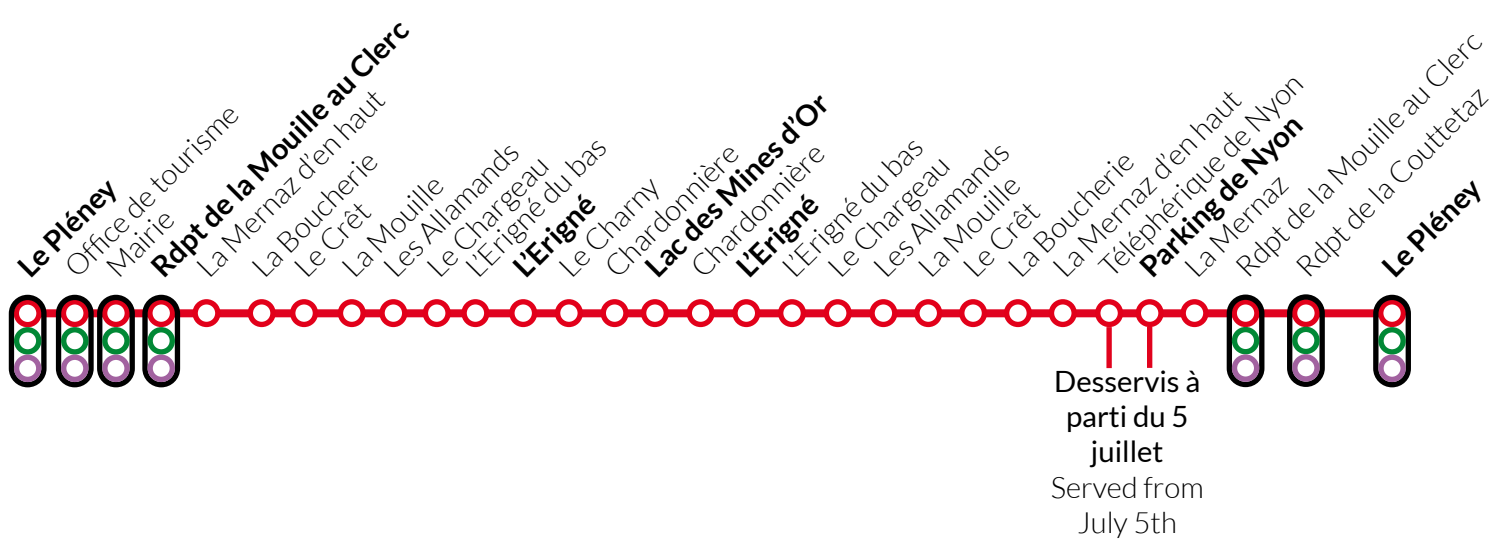 Le Pléney
Office de tourisme
Mairie
Rdpt de la Mouille au Clerc
La Mernaz d'en haut
La Boucherie
Le Crêt
La Mouille
Les Allamands
Le Chargeau
L'Erigné du bas
L'Erigné
Le Charny
Chardonnière
Lac des Mines d'Or
Chardonnière
L'Erigné
L'Erigné du bas
Le Chargeau
Les Allamands
La Mouille
Le Crêt
La Boucherie
La Mernaz d'en haut
Téléphérique de Nyon
Parking de Nyon
La Mernaz
Rdpt de la Mouille au Clerc
Rdpt de la Couttetaz
Le Pléney
Desservis à
parti du 5
juillet
Served from
July 5th